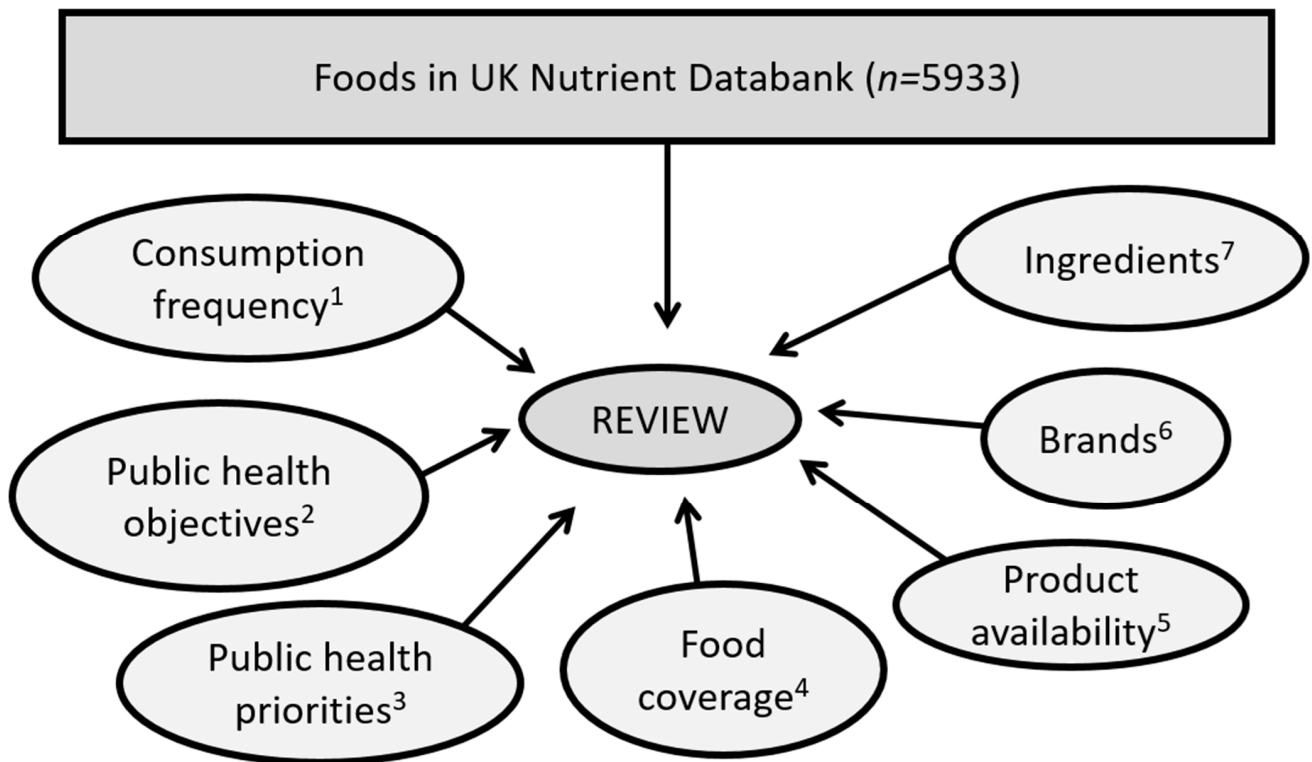 Foods in UK Nutrient Databank (n=5933)
Consumption
frequency¹
Public health
objectives²
Public health
priorities³
Food
coverage⁴
Product
availability⁵
Brands⁶
Ingredients⁷
REVIEW